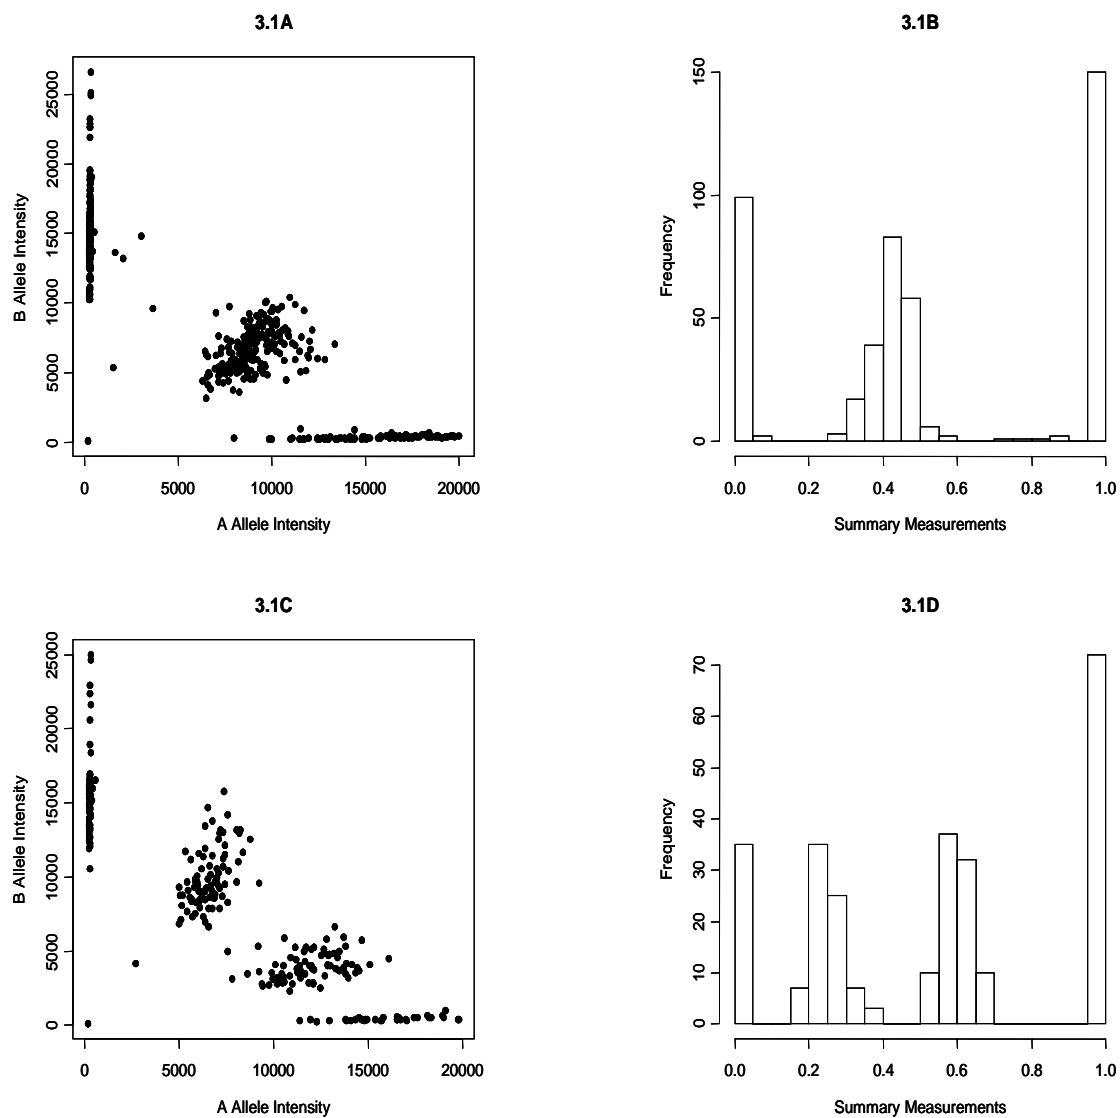 3.1A
25000
20000
15000
10000
5000
0
B Allele Intensity
0 5000 10000 15000 20000
A Allele Intensity
3.1B
150
100
50
0
Frequency
0.0 0.2 0.4 0.6 0.8 1.0
Summary Measurements
3.1C
25000
20000
15000
10000
5000
0
B Allele Intensity
0 5000 10000 15000 20000
A Allele Intensity
3.1D
70
60
50
40
30
20
10
0
Frequency
0.0 0.2 0.4 0.6 0.8 1.0
Summary Measurements